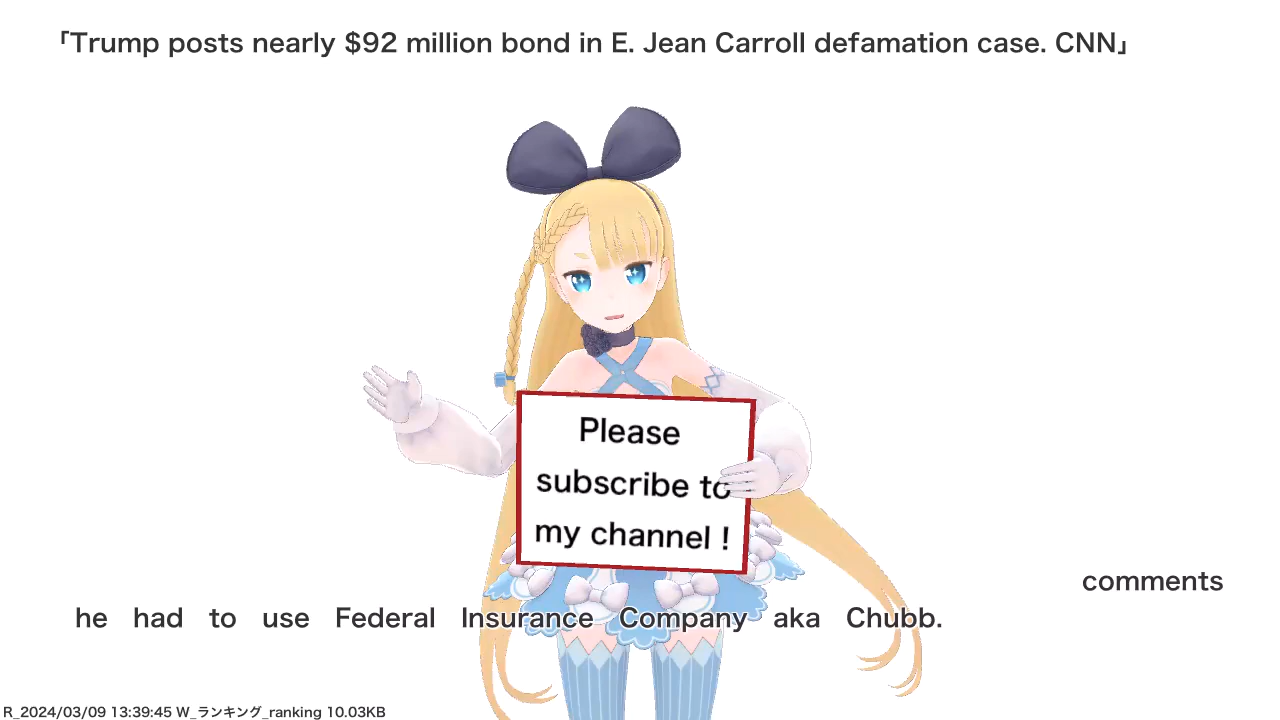 「Trump posts nearly $92 million bond in E. Jean Carroll defamation case. CNN」
Please
subscribe to
my channel !
comments
he had to use Federal Insurance Company aka Chubb.
R_2024/03/09 13:39:45 W_ランキング_ranking 10.03KB